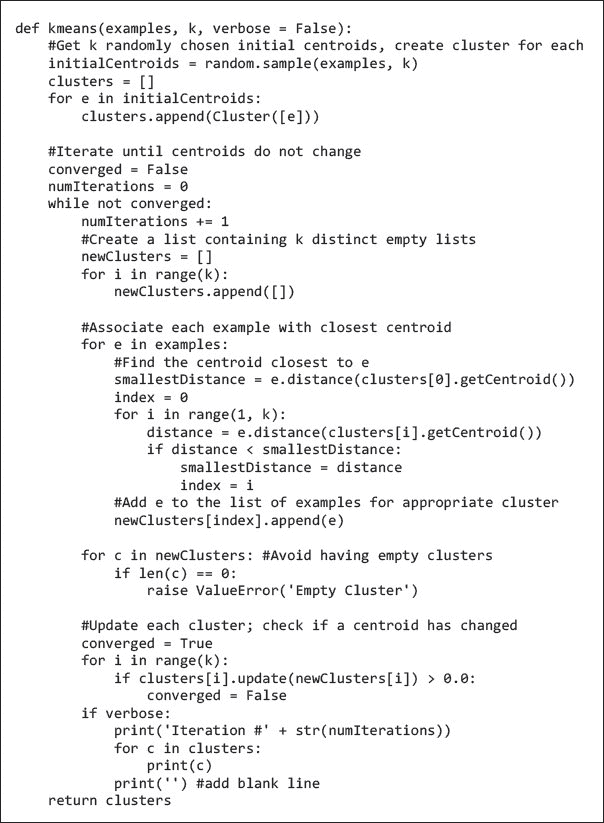 def kmeans(examples, k, verbose = False):
    #Get k randomly chosen initial centroids, create cluster for each
    initialCentroids = random.sample(examples, k)
    clusters = []
    for e in initialCentroids:
        clusters.append(Cluster([e]))

    #Iterate until centroids do not change
    converged = False
    numIterations = 0
    while not converged:
        numIterations += 1
        #Create a list containing k distinct empty lists
        newClusters = []
        for i in range(k):
            newClusters.append([])

        #Associate each example with closest centroid
        for e in examples:
            #Find the centroid closest to e
            smallestDistance = e.distance(clusters[0].getCentroid())
            index = 0
            for i in range(1, k):
                distance = e.distance(clusters[i].getCentroid())
                if distance < smallestDistance:
                    smallestDistance = distance
                    index = i
            #Add e to the list of examples for appropriate cluster
            newClusters[index].append(e)

        for c in newClusters: #Avoid having empty clusters
            if len(c) == 0:
                raise ValueError('Empty Cluster')

        #Update each cluster; check if a centroid has changed
        converged = True
        for i in range(k):
            if clusters[i].update(newClusters[i]) > 0.0:
                converged = False
        if verbose:
            print('Iteration #' + str(numIterations))
            for c in clusters:
                print(c)
            print('') #add blank line
    return clusters